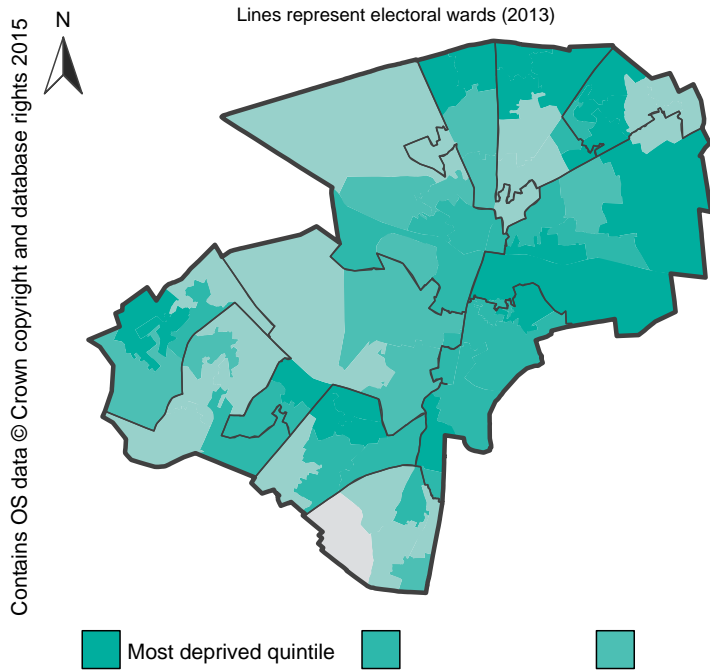 Lines represent electoral wards (2013)
N
Contains OS data © Crown copyright and database rights 2015
Most deprived quintile